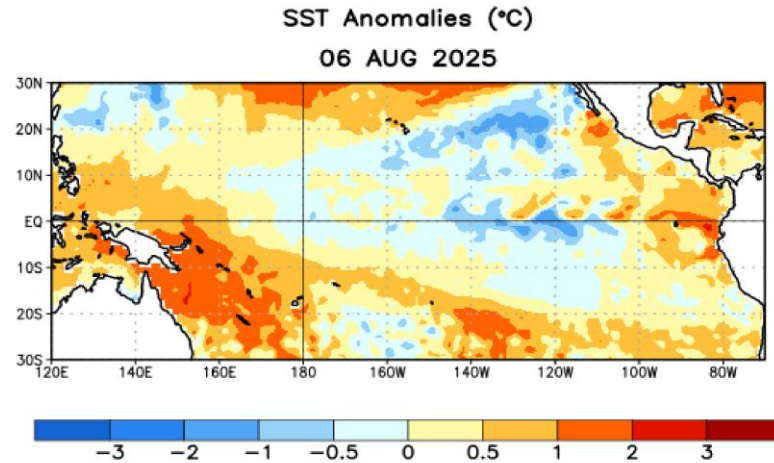 SST Anomalies (°C)
06 AUG 2025
30N
20N
10N
EQ
10S
20S
30S
120E 140E 160E 180 160W 140W 120W 100W 80W
-3 -2 -1 -0.5 0 0.5 1 2 3